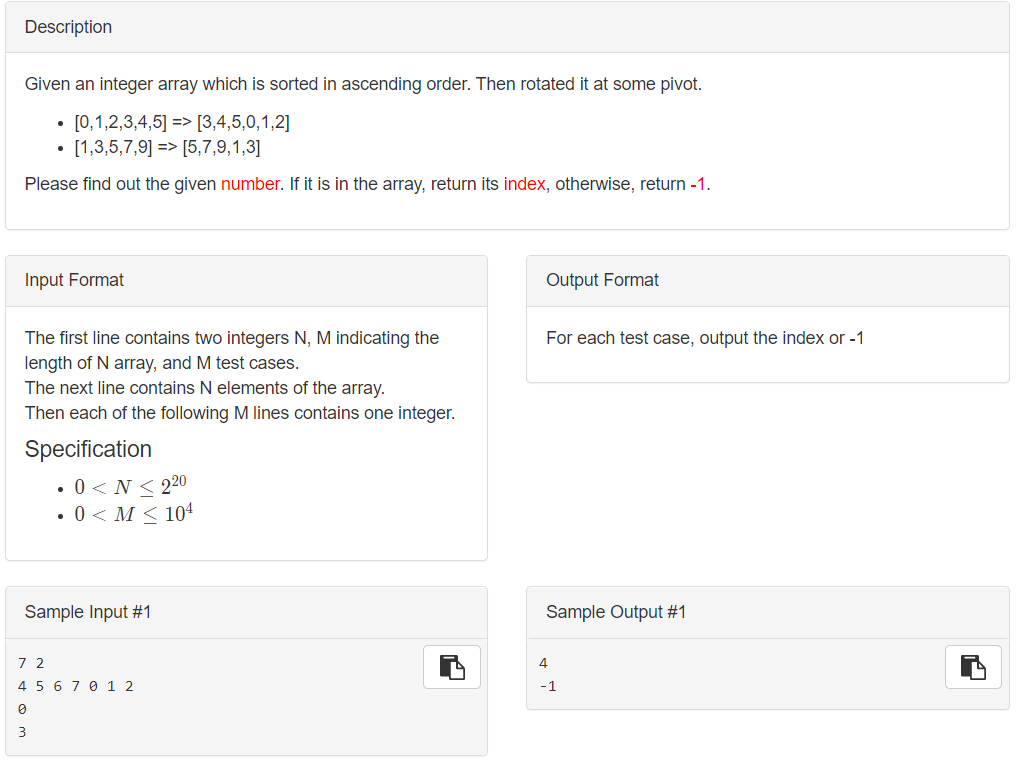 Description
Given an integer array which is sorted in ascending order. Then rotated it at some pivot.
• [0,1,2,3,4,5] => [3,4,5,0,1,2]
• [1,3,5,7,9] => [5,7,9,1,3]
Please find out the given number. If it is in the array, return its index, otherwise, return -1.
Input Format
The first line contains two integers N, M indicating the
length of N array, and M test cases.
The next line contains N elements of the array.
Then each of the following M lines contains one integer.
Specification
• 0 < N ≤ 2^20
• 0 < M ≤ 10^4
Output Format
For each test case, output the index or -1
Sample Input #1
7 2
4 5 6 7 0 1 2
0
3
Sample Output #1
4
-1